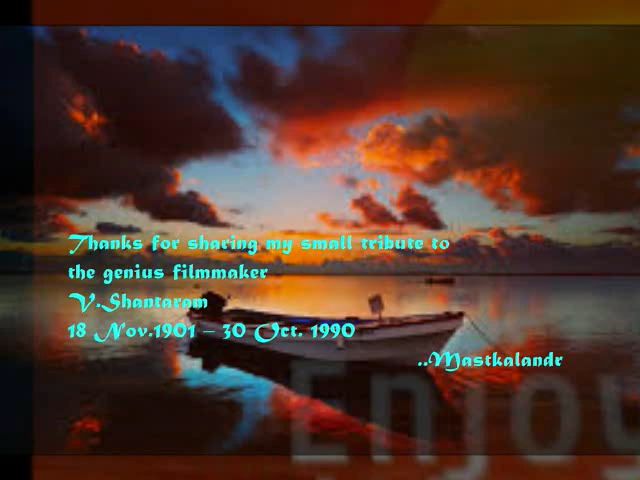 Thanks for sharing my small tribute to
the genius filmmaker
V.Shantaram
18 Nov.1901 – 30 Oct. 1990
..Mastkalandr
Enjoy